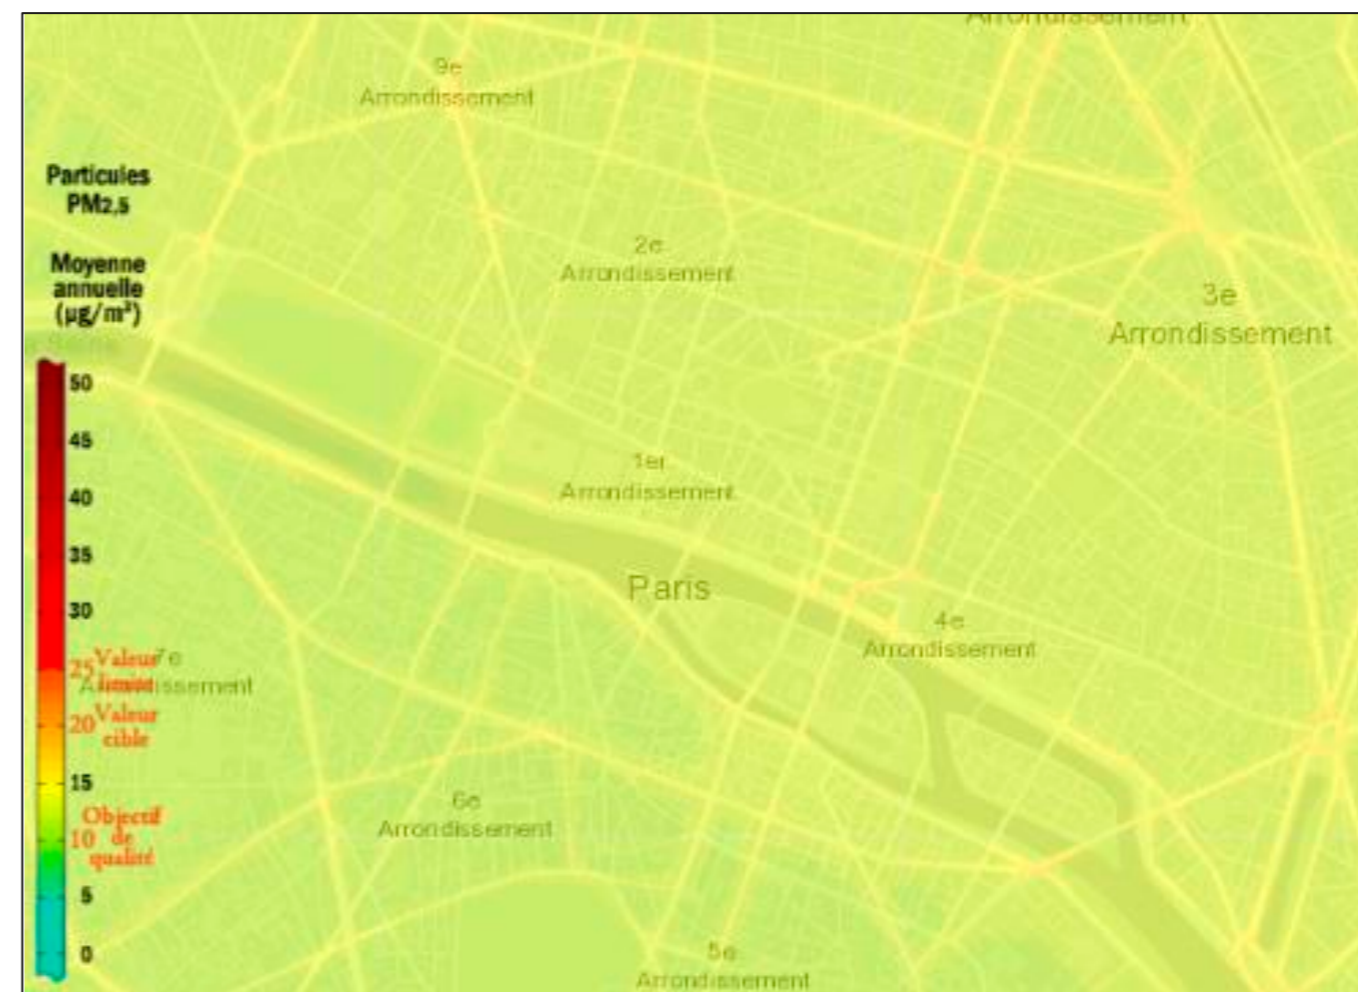 Arrondissement
9e
Arrondissement
Particules
PM2,5
2e
Arrondissement
Moyenne
annuelle
(µg/m³)
3e
Arrondissement
50
45
40
35
30
25 Valeur
limite
20 Valeur
cible
15
Objectif
10 de
qualité
5
0
1er
Arrondissement
Paris
4e
Arrondissement
7e
Arrondissement
6e
Arrondissement
5e
Arrondissement